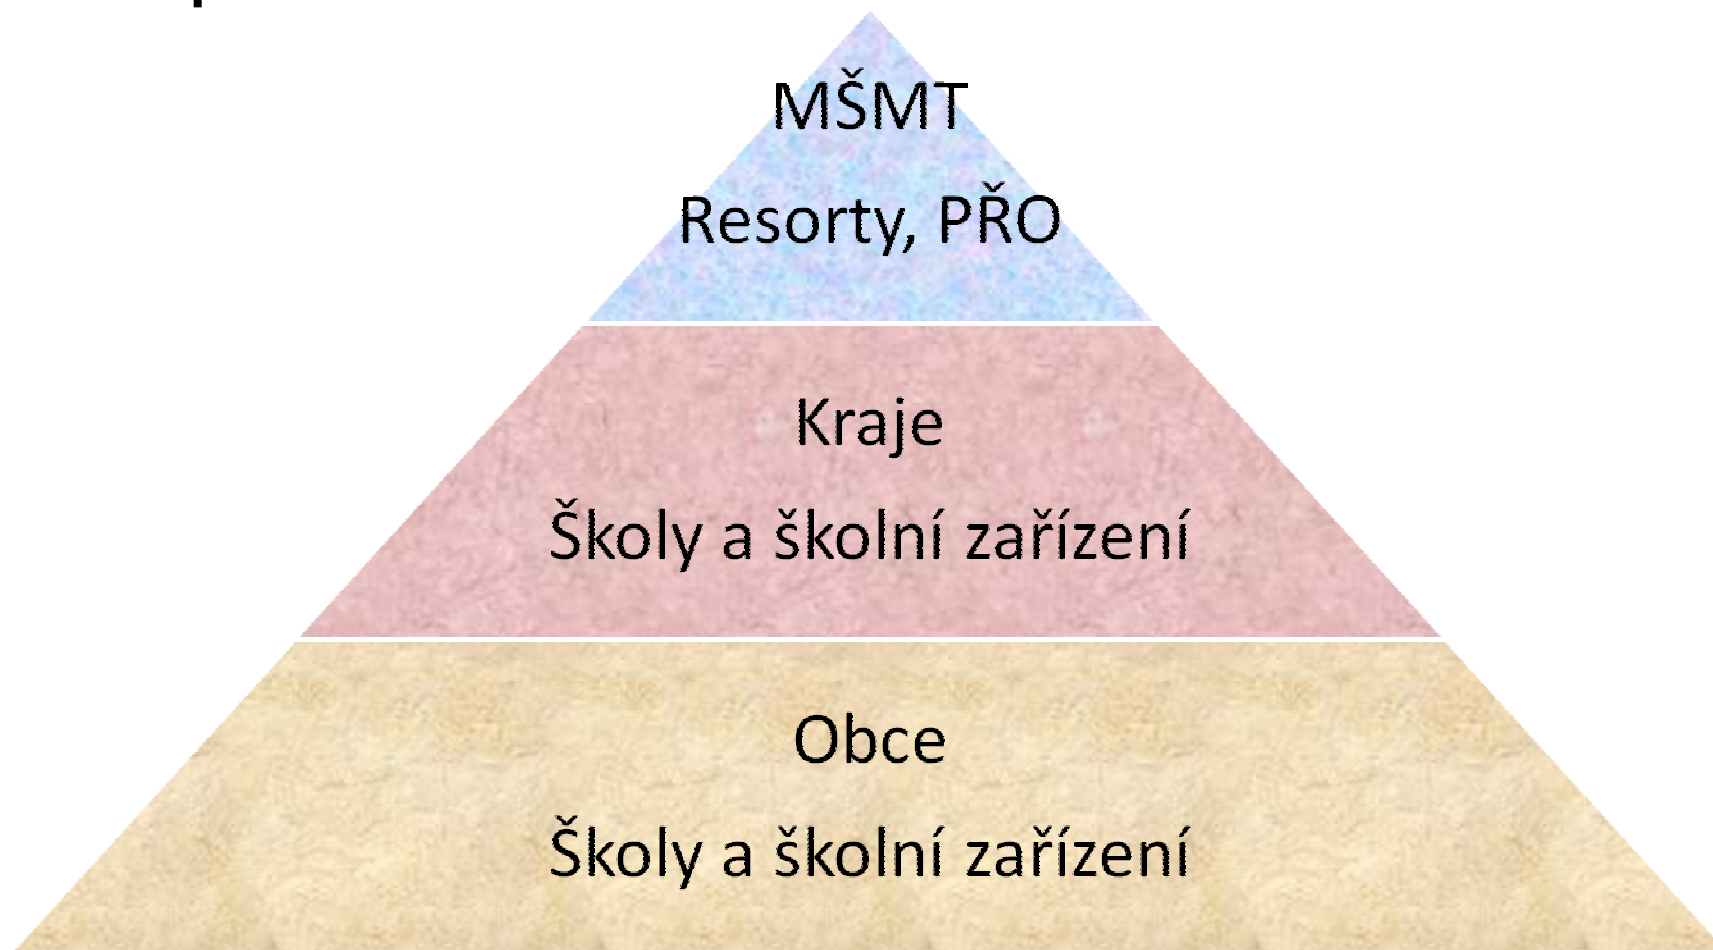 MŠMT
Resorty, PŘO
Kraje
Školy a školní zařízení
Obce
Školy a školní zařízení